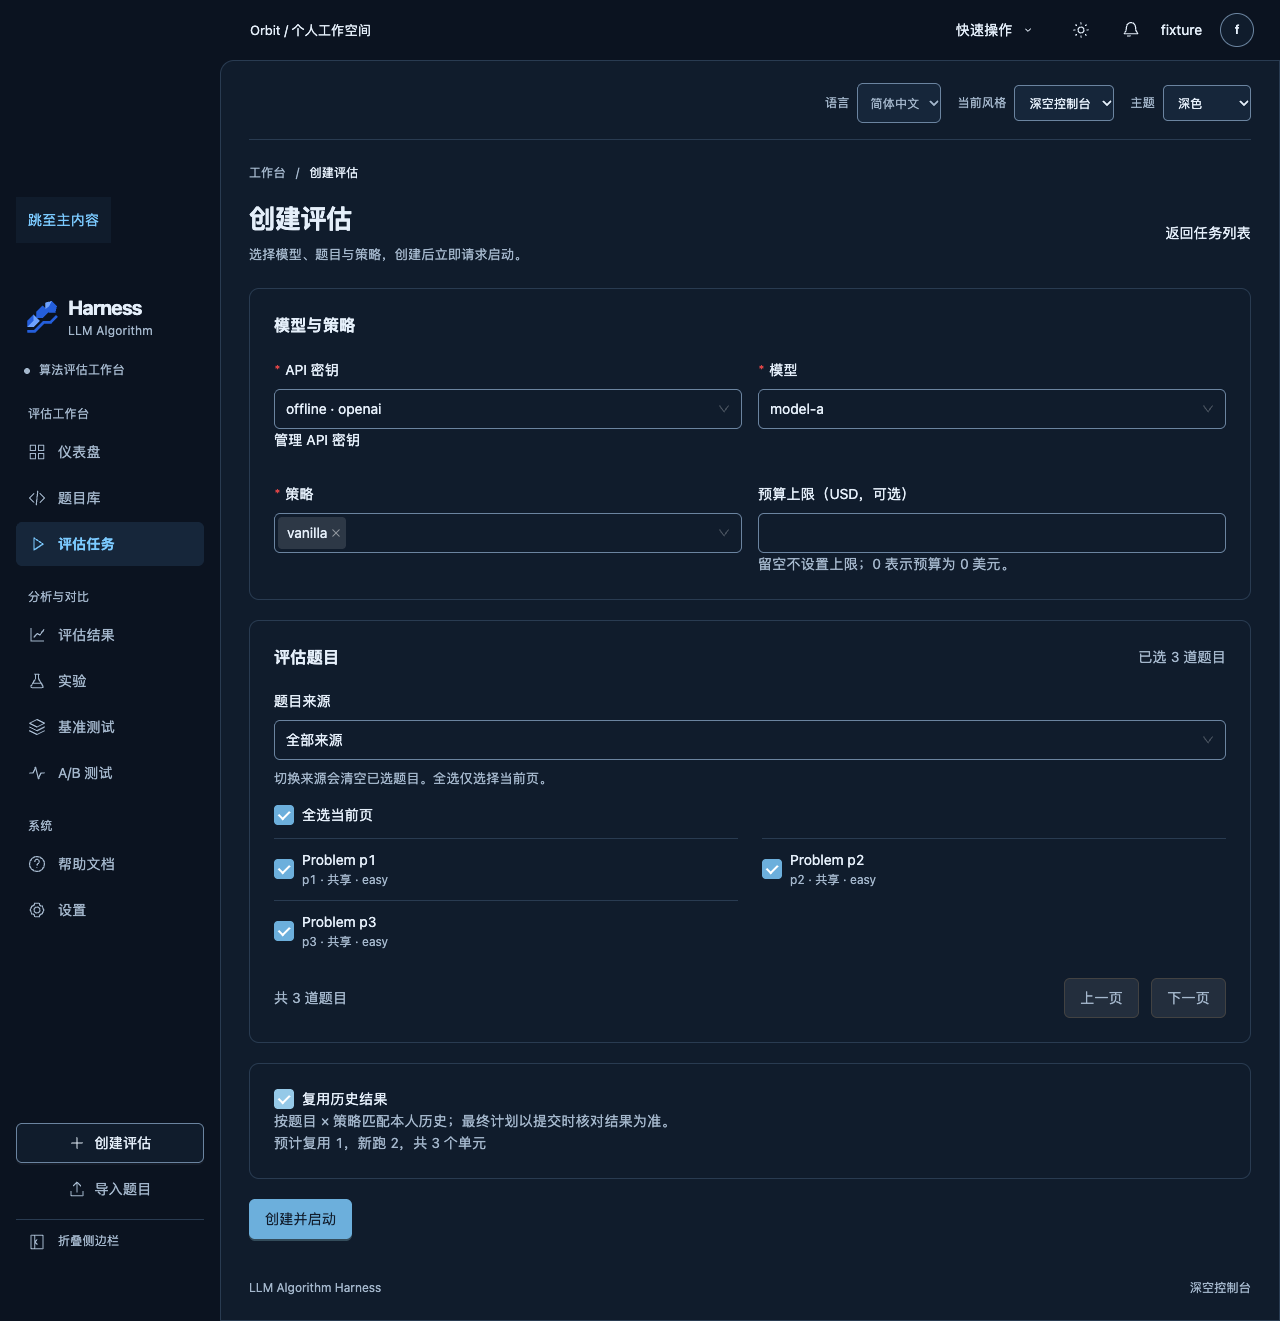 Orbit / 个人工作空间
快速操作
fixture
f
语言
简体中文
当前风格
深空控制台
主题
深色
跳至主内容
Harness
LLM Algorithm
算法评估工作台
评估工作台
仪表盘
题目库
评估任务
分析与对比
评估结果
实验
基准测试
A/B 测试
系统
帮助文档
设置
创建评估
导入题目
折叠侧边栏
工作台 / 创建评估
创建评估
选择模型、题目与策略，创建后立即请求启动。
返回任务列表
模型与策略
* API 密钥
offline · openai
管理 API 密钥
* 模型
model-a
* 策略
vanilla
预算上限（USD，可选）
留空不设置上限；0 表示预算为 0 美元。
评估题目
已选 3 道题目
题目来源
全部来源
切换来源会清空已选题目。全选仅选择当前页。
全选当前页
Problem p1
p1 · 共享 · easy
Problem p2
p2 · 共享 · easy
Problem p3
p3 · 共享 · easy
共 3 道题目
上一页
下一页
复用历史结果
按题目 × 策略匹配本人历史；最终计划以提交时核对结果为准。
预计复用 1，新跑 2，共 3 个单元
创建并启动
LLM Algorithm Harness
深空控制台